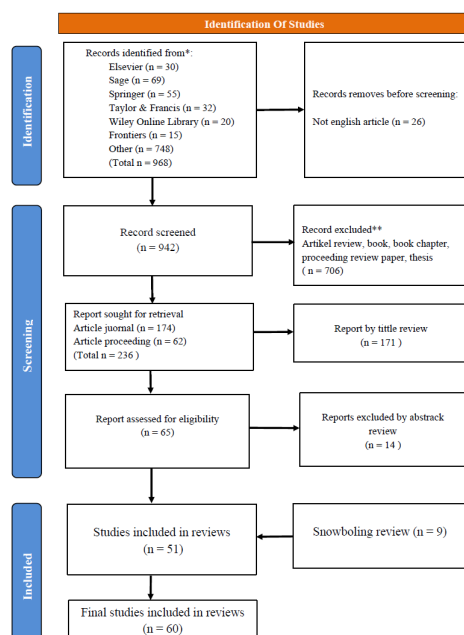 Identification Of Studies
Identification
Records identified from*:
Elsevier (n = 30)
Sage (n = 69)
Springer (n = 55)
Taylor & Francis (n = 32)
Wiley Online Library (n = 20)
Frontiers (n = 15)
Other (n = 748)
(Total n = 968)
Records removes before screening:
Not english article (n = 26)
Screening
Record screened
(n = 942)
Record excluded**
Artikel review, book, book chapter,
proceeding review paper, thesis
( n = 706)
Report sought for retrieval
Article juornal (n = 174)
Article proceeding (n = 62)
(Total n = 236 )
Report by tittle review
(n = 171 )
Report assessed for eligibility
(n = 65)
Reports excluded by abstrack
review
(n = 14 )
Included
Studies included in reviews
(n = 51)
Snowboling review (n = 9)
Final studies included in reviews
(n = 60)